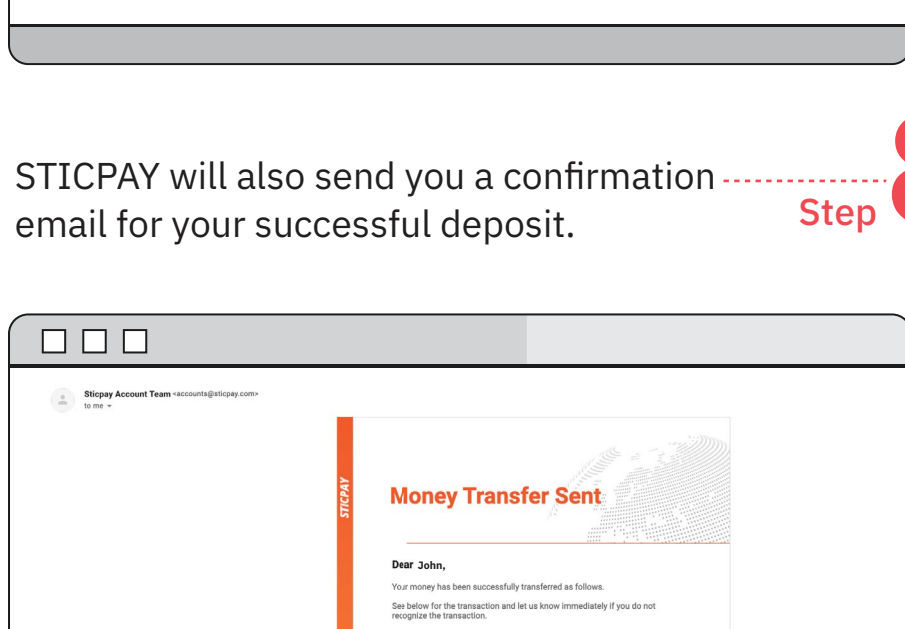 STICPAY will also send you a confirmation
email for your successful deposit.
Step
Sticpay Account Team <accounts@sticpay.com>
to me
STICPAY
Money Transfer Sent
Dear John,
Your money has been successfully transferred as follows.
See below for the transaction and let us know immediately if you do not
recognize the transaction.